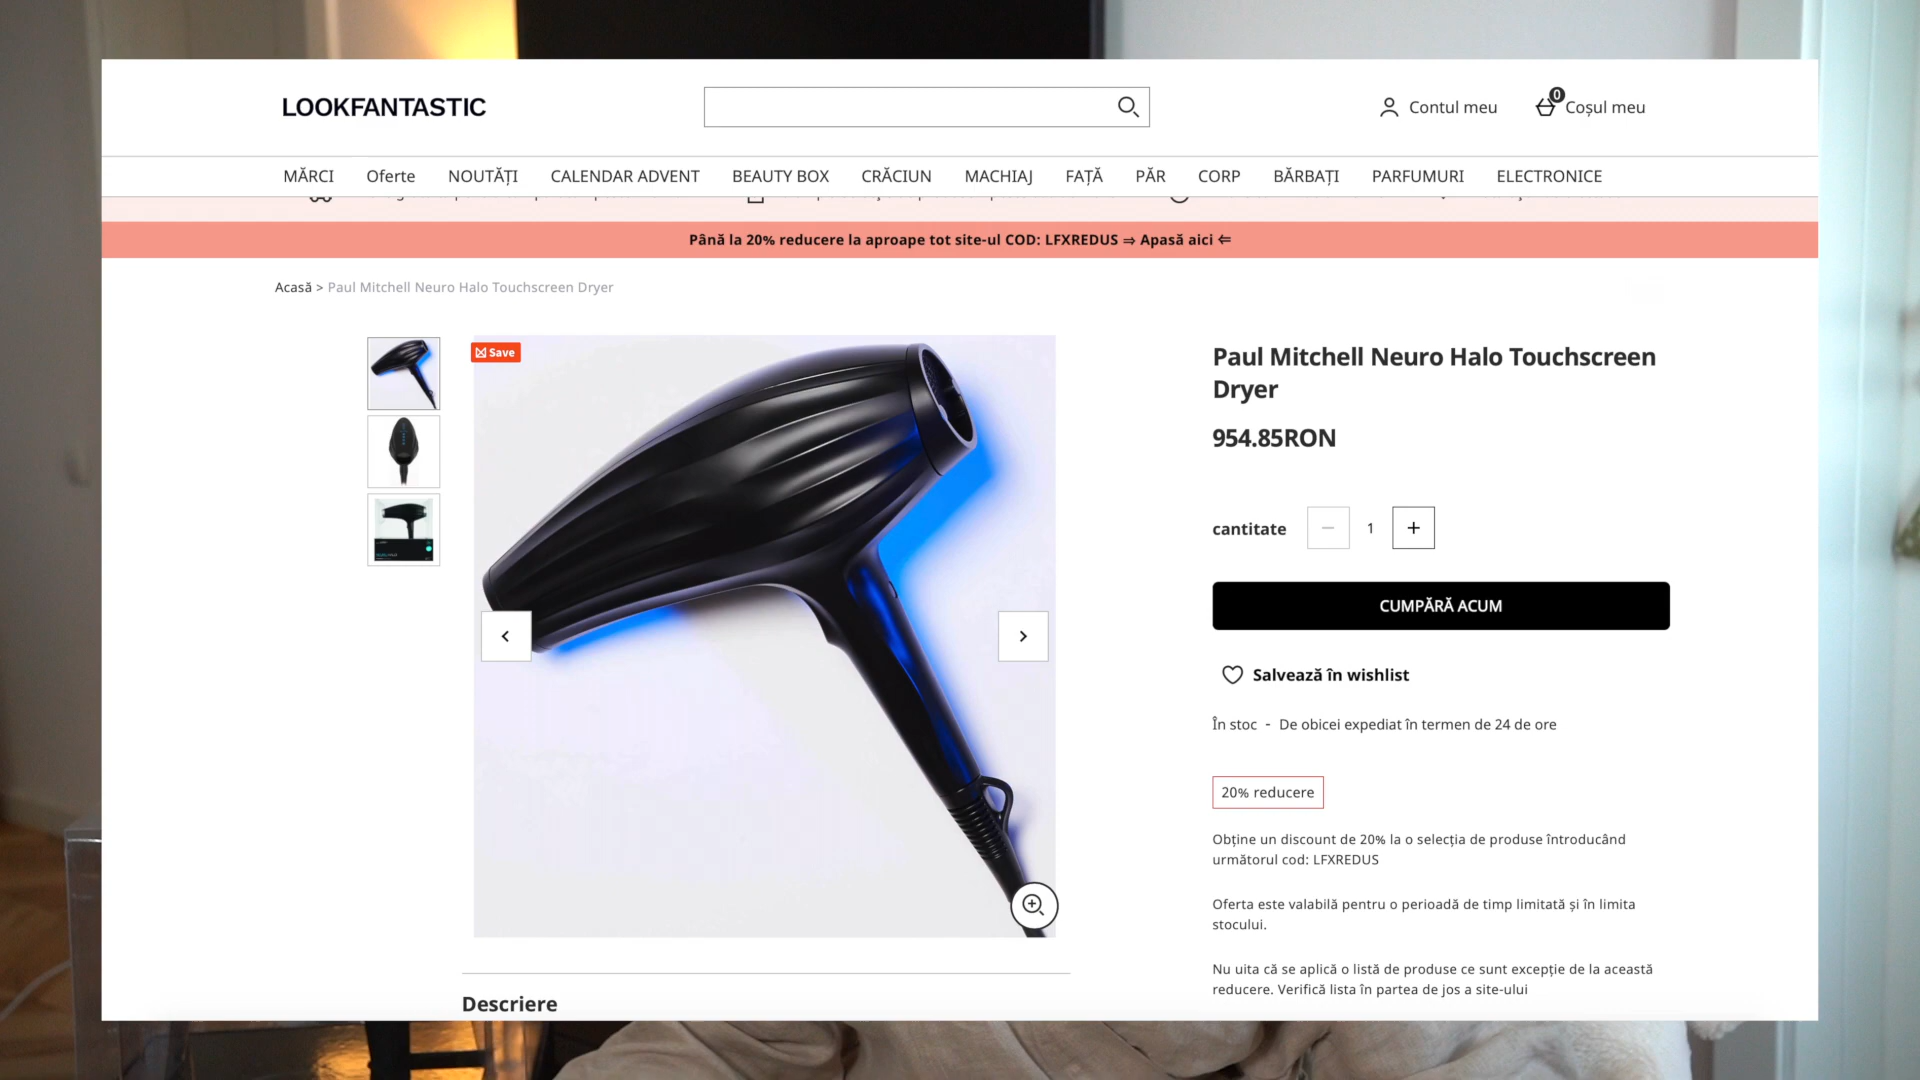 LOOKFANTASTIC
Contul meu
0
Coșul meu
MĂRCI Oferte NOUTĂȚI CALENDAR ADVENT BEAUTY BOX CRĂCIUN MACHIAJ FAȚĂ PĂR CORP BĂRBAȚI PARFUMURI ELECTRONICE
Până la 20% reducere la aproape tot site-ul COD: LFXREDUS ⇒ Apasă aici ⇐
Acasă > Paul Mitchell Neuro Halo Touchscreen Dryer
Save
Paul Mitchell Neuro Halo Touchscreen
Dryer
954.85RON
cantitate 1
CUMPĂRĂ ACUM
Salvează în wishlist
În stoc - De obicei expediat în termen de 24 de ore
20% reducere
Obține un discount de 20% la o selecția de produse întroducând
următorul cod: LFXREDUS
Oferta este valabilă pentru o perioadă de timp limitată și în limita
stocului.
Nu uita că se aplică o listă de produse ce sunt excepție de la această
reducere. Verifică lista în partea de jos a site-ului
Descriere